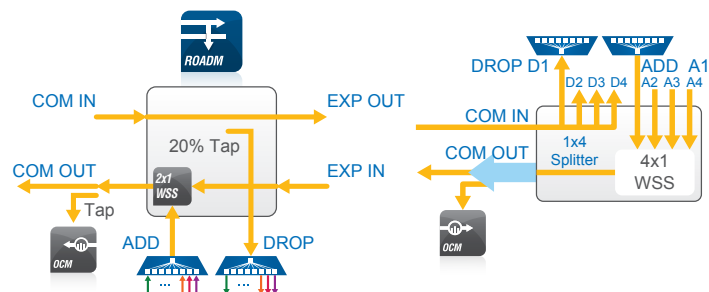 ROADM
COM IN
EXP OUT
20% Tap
COM OUT
2x1
WSS
EXP IN
Tap
OCM
ADD
DROP
...
...
DROP D1
ADD A1
D2 D3 D4
A2 A3 A4
COM IN
1x4
Splitter
COM OUT
4x1
WSS
OCM